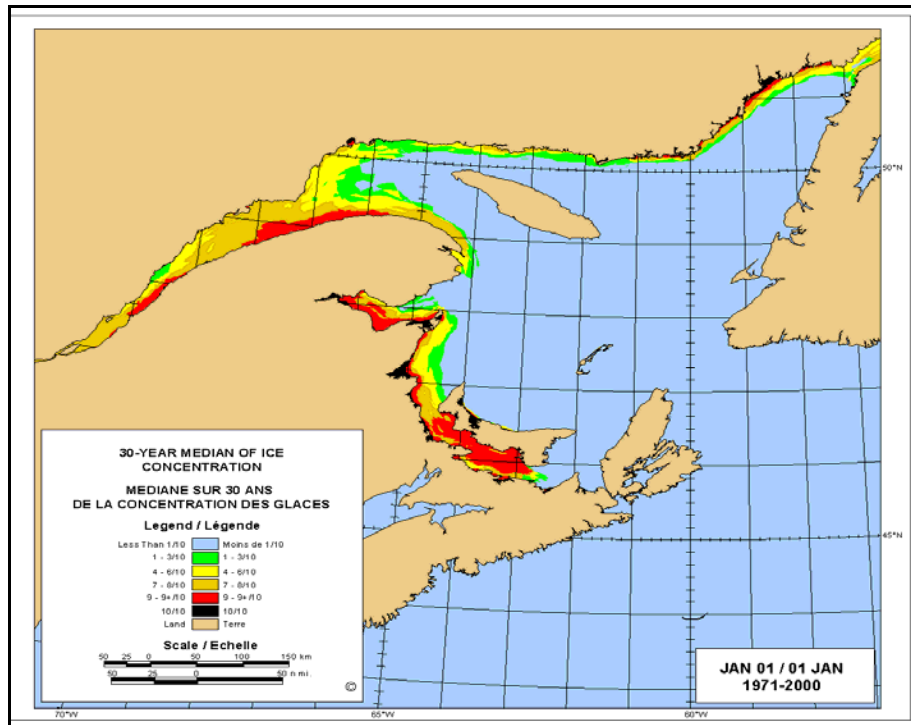 50°N
30-YEAR MEDIAN OF ICE
CONCENTRATION
MEDIANE SUR 30 ANS
DE LA CONCENTRATION DES GLACES
Legend / Légende
Less Than 1/10 Moins de 1/10
1 - 3/10 1 - 3/10
4 - 6/10 4 - 6/10
7 - 8/10 7 - 8/10
9 - 9+/10 9 - 9+/10
10/10 10/10
Land Terre
Scale / Echelle
50 25 0 50 100 150 km
50 25 0 50 n mi.
©
45°N
JAN 01 / 01 JAN
1971-2000
70°W 65°W 60°W